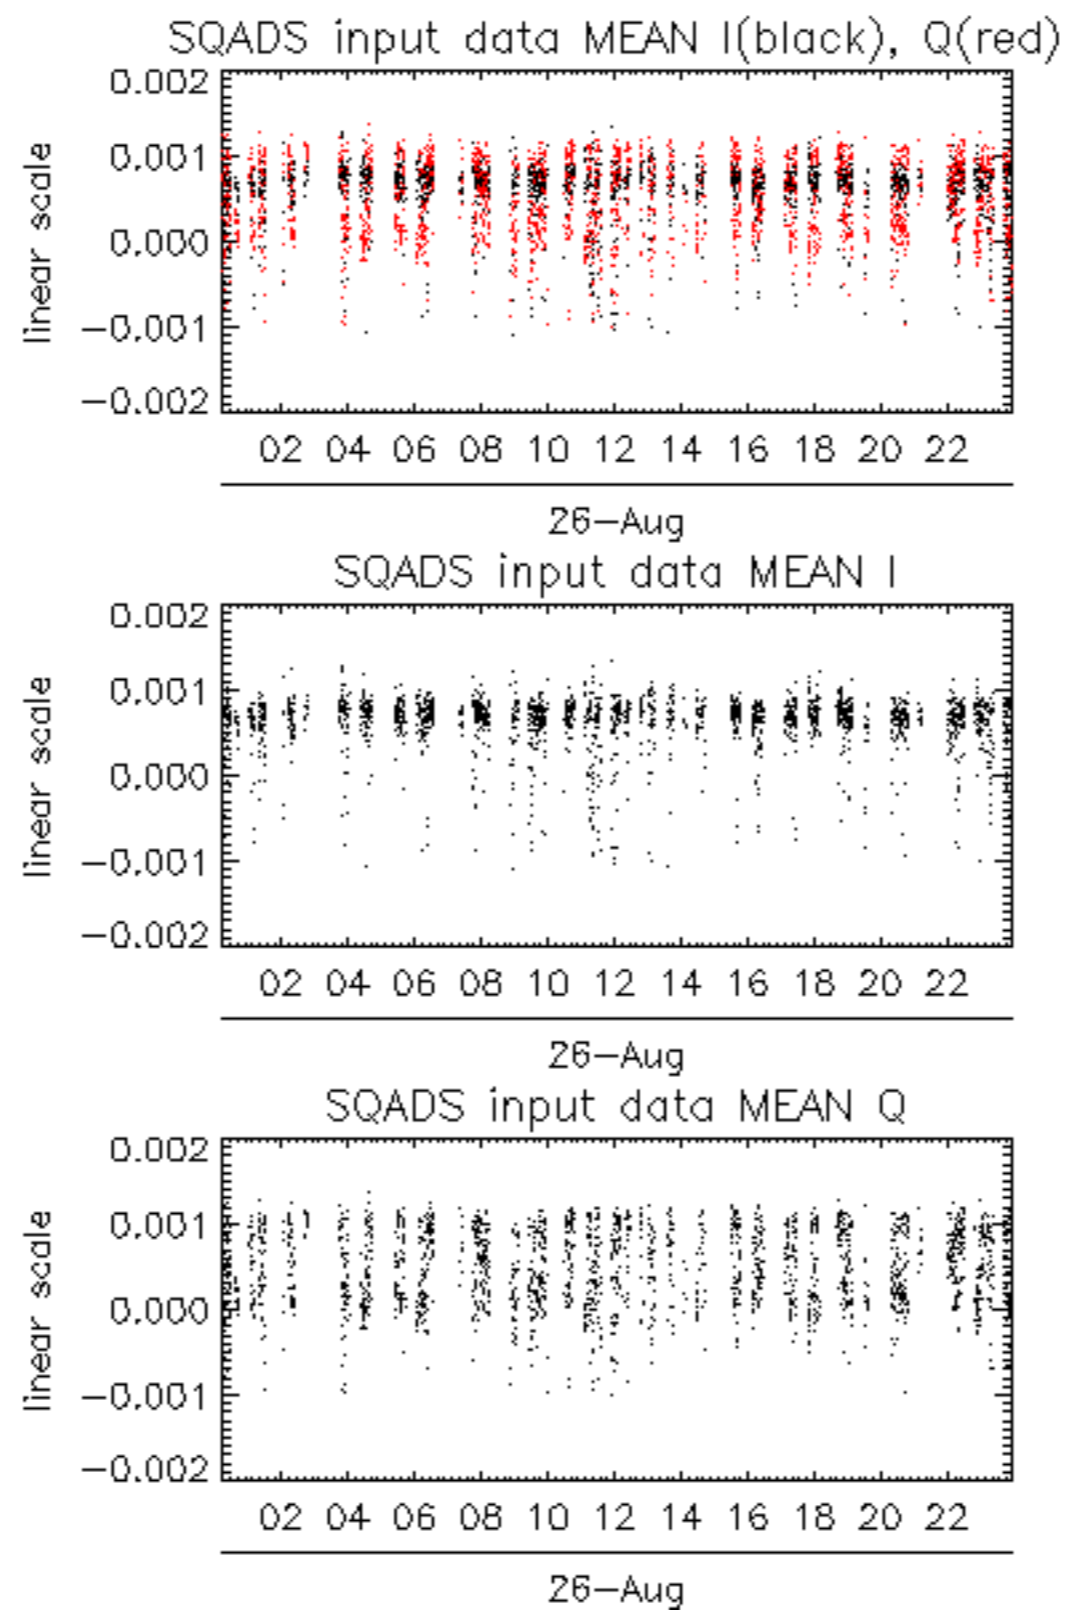 SQADS input data MEAN I(black), Q(red)
linear scale
0.002
0.001
0.000
−0.001
−0.002
02 04 06 08 10 12 14 16 18 20 22
26−Aug
SQADS input data MEAN I
linear scale
0.002
0.001
0.000
−0.001
−0.002
02 04 06 08 10 12 14 16 18 20 22
26−Aug
SQADS input data MEAN Q
linear scale
0.002
0.001
0.000
−0.001
−0.002
02 04 06 08 10 12 14 16 18 20 22
26−Aug